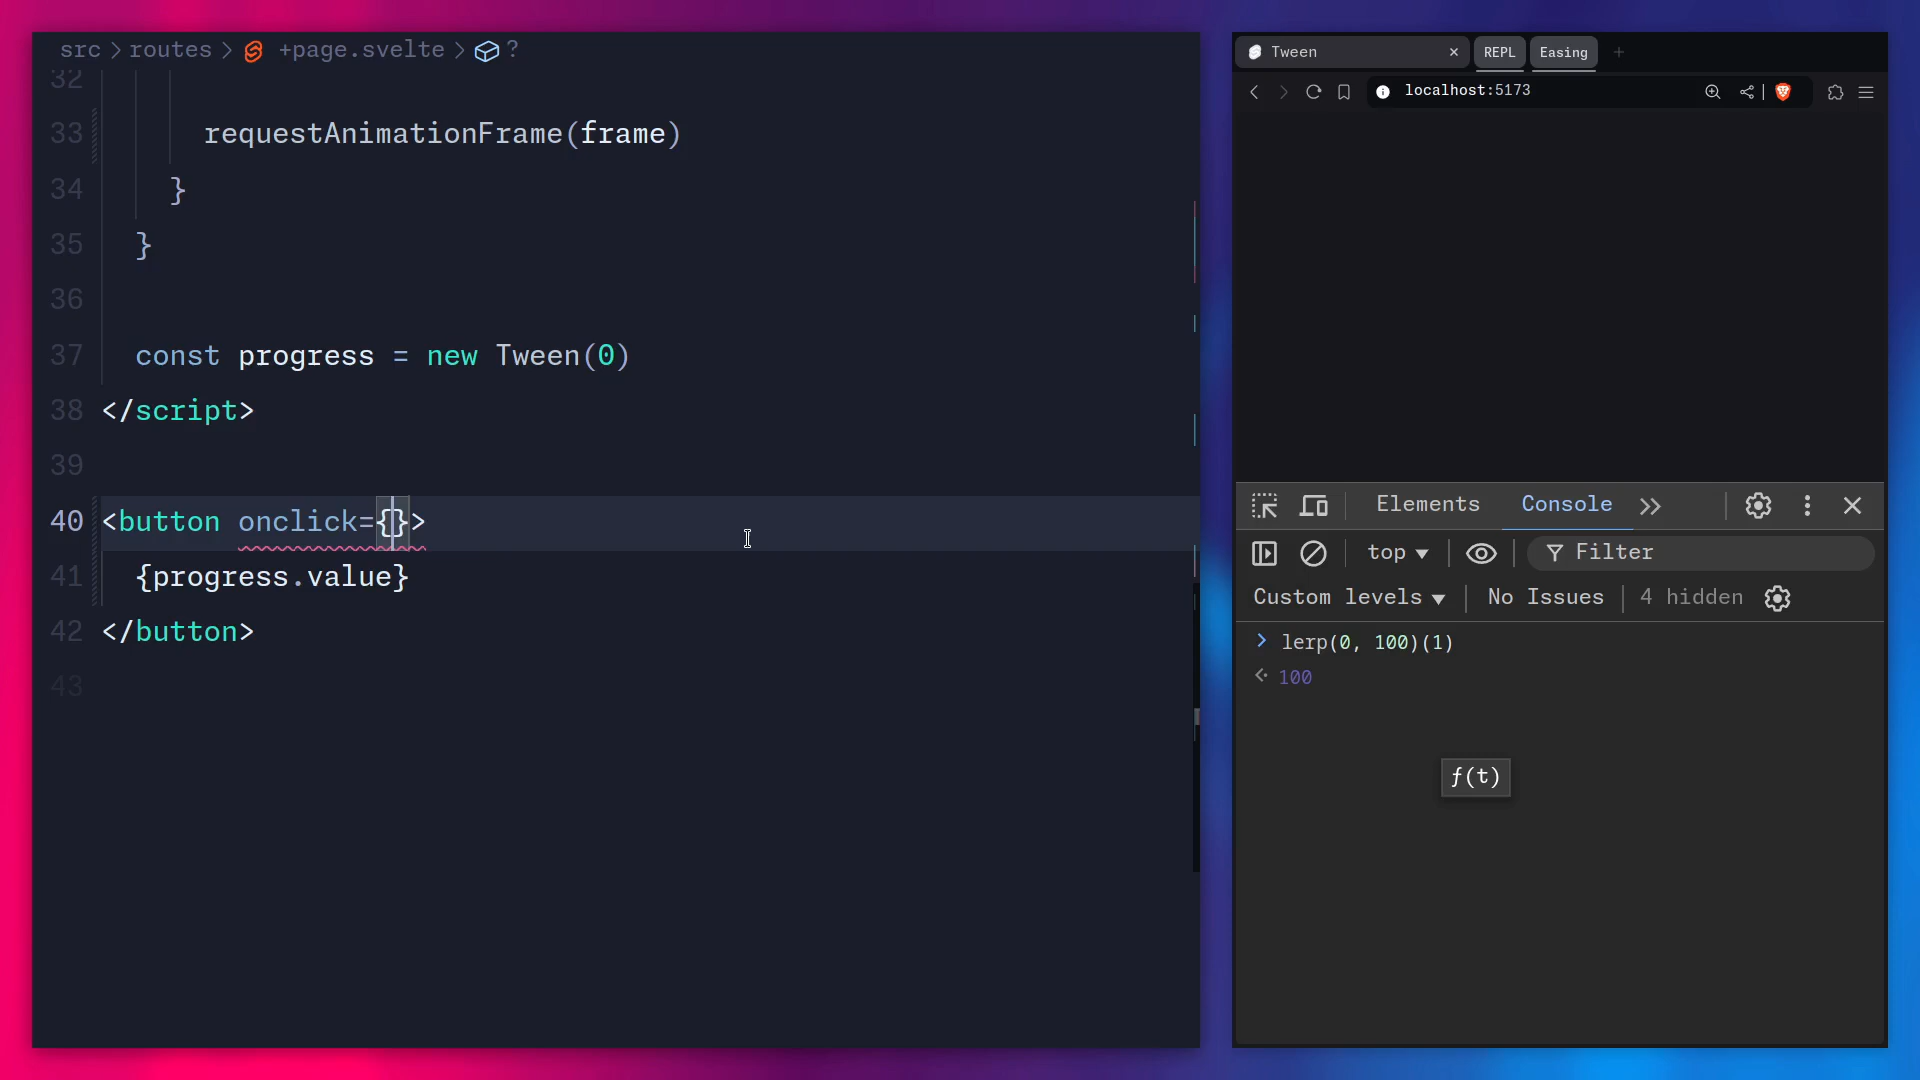 src > routes > +page.svelte > ?
32
33 requestAnimationFrame(frame)
34 }
35 }
36
37 const progress = new Tween(0)
38 </script>
39
40 <button onclick={}>
41 {progress.value}
42 </button>
43
Tween × REPL Easing +
localhost:5173
Elements Console
top Filter
Custom levels No Issues 4 hidden
> lerp(0, 100)(1)
100
ƒ(t)